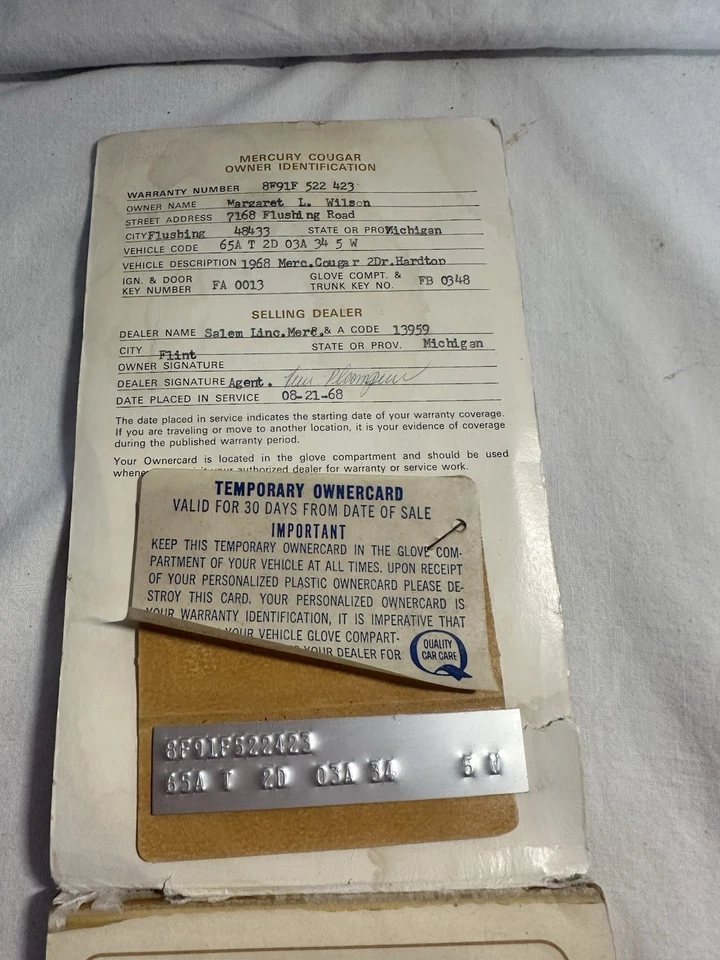 MERCURY COUGAR
OWNER IDENTIFICATION
WARRANTY NUMBER 8F91F 522 423
OWNER NAME Margaret L. Wilson
STREET ADDRESS 7168 Flushing Road
CITY Flushing 48433 STATE OR PROV. Michigan
VEHICLE CODE 65A T 2D 03A 34 5 W
VEHICLE DESCRIPTION 1968 Merc.Cougar 2Dr.Hardtop
IGN. & DOOR KEY NUMBER FA 0013 GLOVE COMPT. & TRUNK KEY NO. FB 0348
SELLING DEALER
DEALER NAME Salem Linc.Merc. & A CODE 13959
CITY Flint STATE OR PROV. Michigan
OWNER SIGNATURE
DEALER SIGNATURE Agent.
DATE PLACED IN SERVICE 08-21-68
The date placed in service indicates the starting date of your warranty coverage.
If you are traveling or move to another location, it is your evidence of coverage
during the published warranty period.
Your Ownercard is located in the glove compartment and should be used
your authorized dealer for warranty or service work.
TEMPORARY OWNERCARD
VALID FOR 30 DAYS FROM DATE OF SALE
IMPORTANT
KEEP THIS TEMPORARY OWNERCARD IN THE GLOVE COM-
PARTMENT OF YOUR VEHICLE AT ALL TIMES. UPON RECEIPT
OF YOUR PERSONALIZED PLASTIC OWNERCARD PLEASE DE-
STROY THIS CARD. YOUR PERSONALIZED OWNERCARD IS
YOUR WARRANTY IDENTIFICATION, IT IS IMPERATIVE THAT
YOUR VEHICLE GLOVE COMPART-
YOUR DEALER FOR
QUALITY
CAR CARE
8F91F522423
65A T 2D 03A 34 5 W